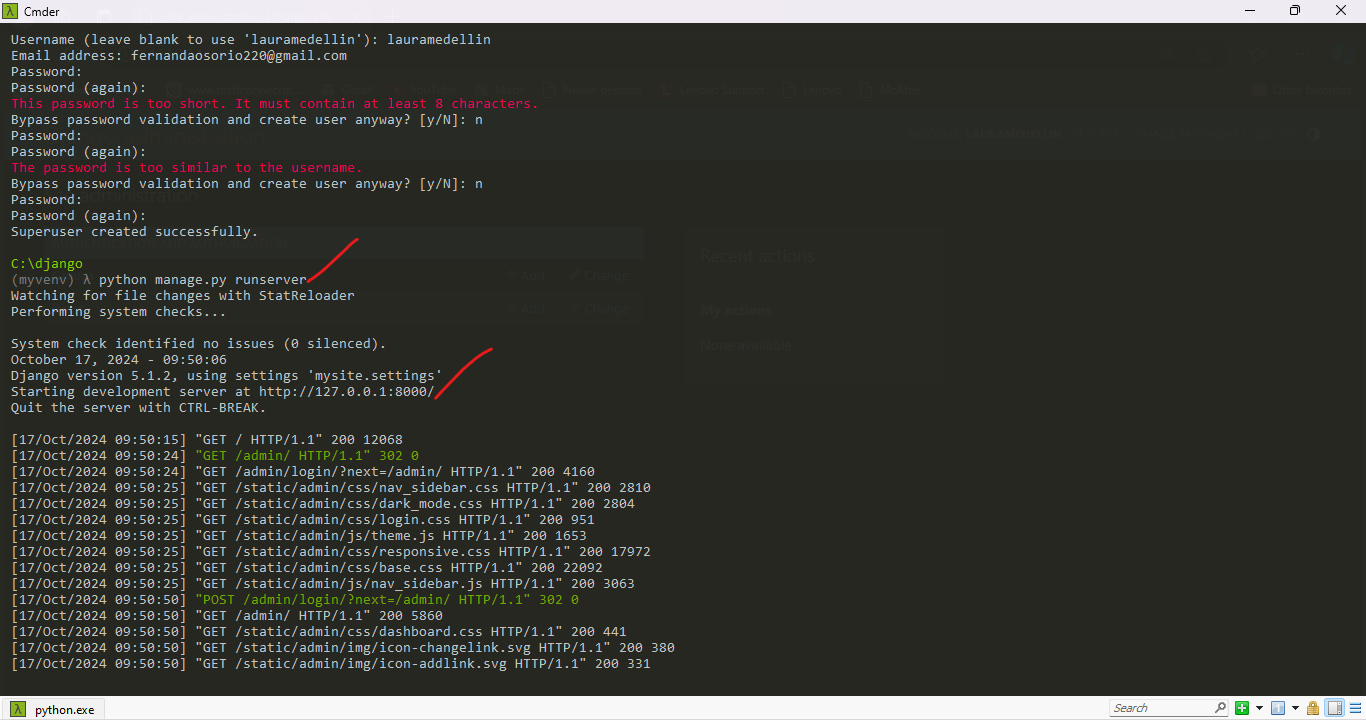 Cmder
Username (leave blank to use 'lauramedellin'): lauramedellin
Email address: fernandaosorio220@gmail.com
Password:
Password (again):
This password is too short. It must contain at least 8 characters.
Bypass password validation and create user anyway? [y/N]: n
Password:
Password (again):
The password is too similar to the username.
Bypass password validation and create user anyway? [y/N]: n
Password:
Password (again):
Superuser created successfully.
Recent actions
C:\django
Add Change
(myvenv) λ python manage.py runserver
Watching for file changes with StatReloader
Performing system checks...
Add Change
My actions
System check identified no issues (0 silenced).
None available
October 17, 2024 - 09:50:06
Django version 5.1.2, using settings 'mysite.settings'
Starting development server at http://127.0.0.1:8000/
Quit the server with CTRL-BREAK.
[17/Oct/2024 09:50:15] "GET / HTTP/1.1" 200 12068
[17/Oct/2024 09:50:24] "GET /admin/ HTTP/1.1" 302 0
[17/Oct/2024 09:50:24] "GET /admin/login/?next=/admin/ HTTP/1.1" 200 4160
[17/Oct/2024 09:50:25] "GET /static/admin/css/nav_sidebar.css HTTP/1.1" 200 2810
[17/Oct/2024 09:50:25] "GET /static/admin/css/dark_mode.css HTTP/1.1" 200 2804
[17/Oct/2024 09:50:25] "GET /static/admin/css/login.css HTTP/1.1" 200 951
[17/Oct/2024 09:50:25] "GET /static/admin/js/theme.js HTTP/1.1" 200 1653
[17/Oct/2024 09:50:25] "GET /static/admin/css/responsive.css HTTP/1.1" 200 17972
[17/Oct/2024 09:50:25] "GET /static/admin/css/base.css HTTP/1.1" 200 22092
[17/Oct/2024 09:50:25] "GET /static/admin/js/nav_sidebar.js HTTP/1.1" 200 3063
[17/Oct/2024 09:50:50] "POST /admin/login/?next=/admin/ HTTP/1.1" 302 0
[17/Oct/2024 09:50:50] "GET /admin/ HTTP/1.1" 200 5860
[17/Oct/2024 09:50:50] "GET /static/admin/css/dashboard.css HTTP/1.1" 200 441
[17/Oct/2024 09:50:50] "GET /static/admin/img/icon-changelink.svg HTTP/1.1" 200 380
[17/Oct/2024 09:50:50] "GET /static/admin/img/icon-addlink.svg HTTP/1.1" 200 331
python.exe
Search